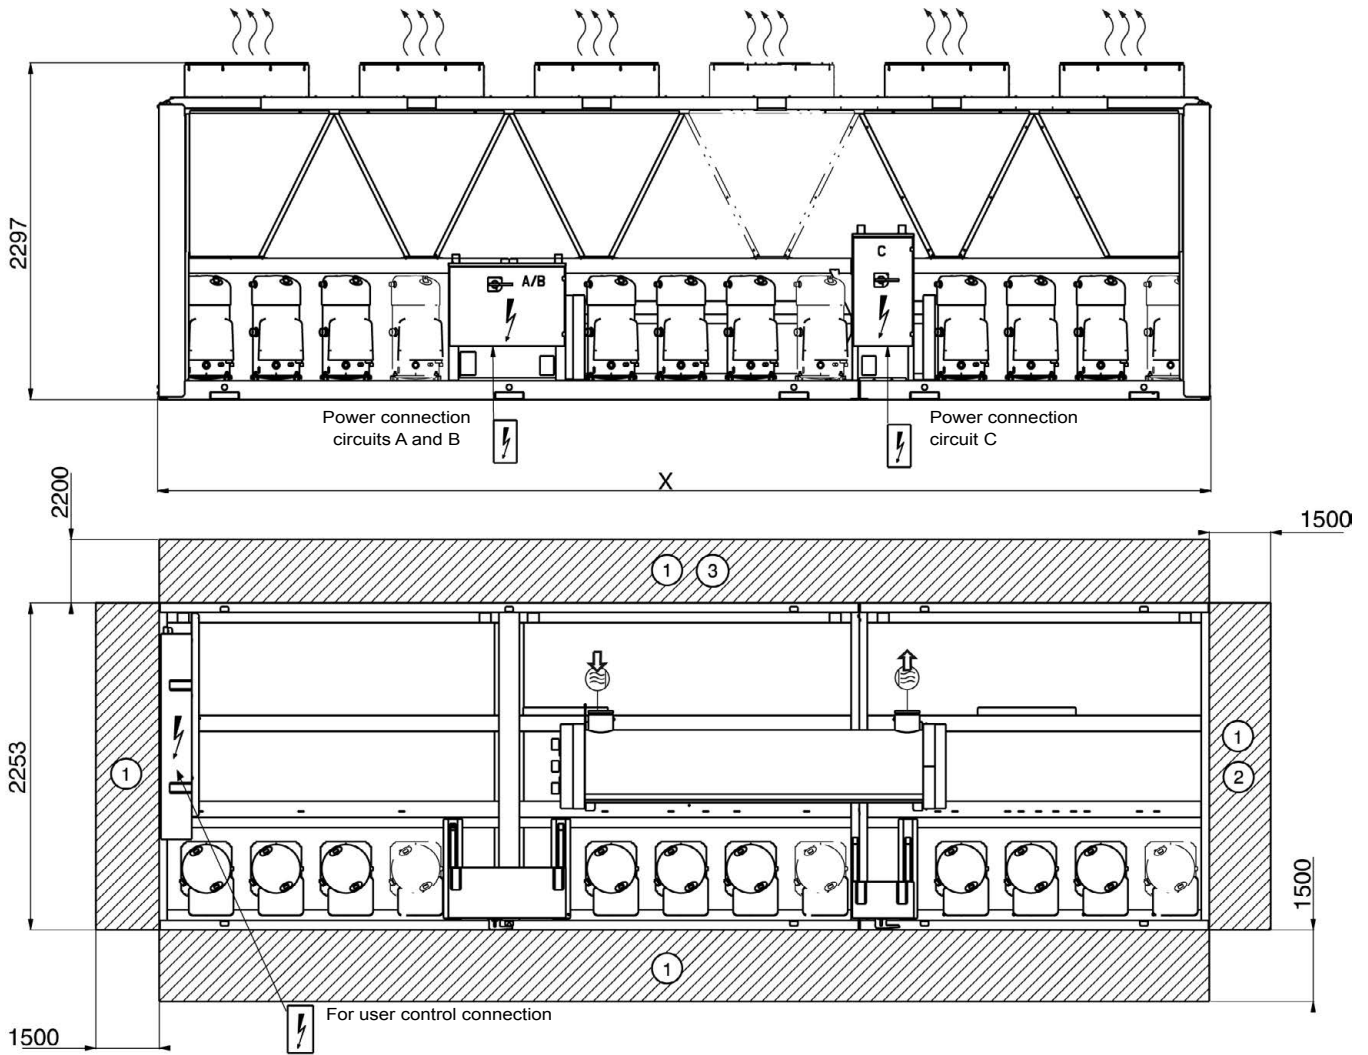 2297
A/B
C
Power connection
circuits A and B
Power connection
circuit C
X
2200
1500
1 3
2253
1
1
2
1500
1
For user control connection
1500